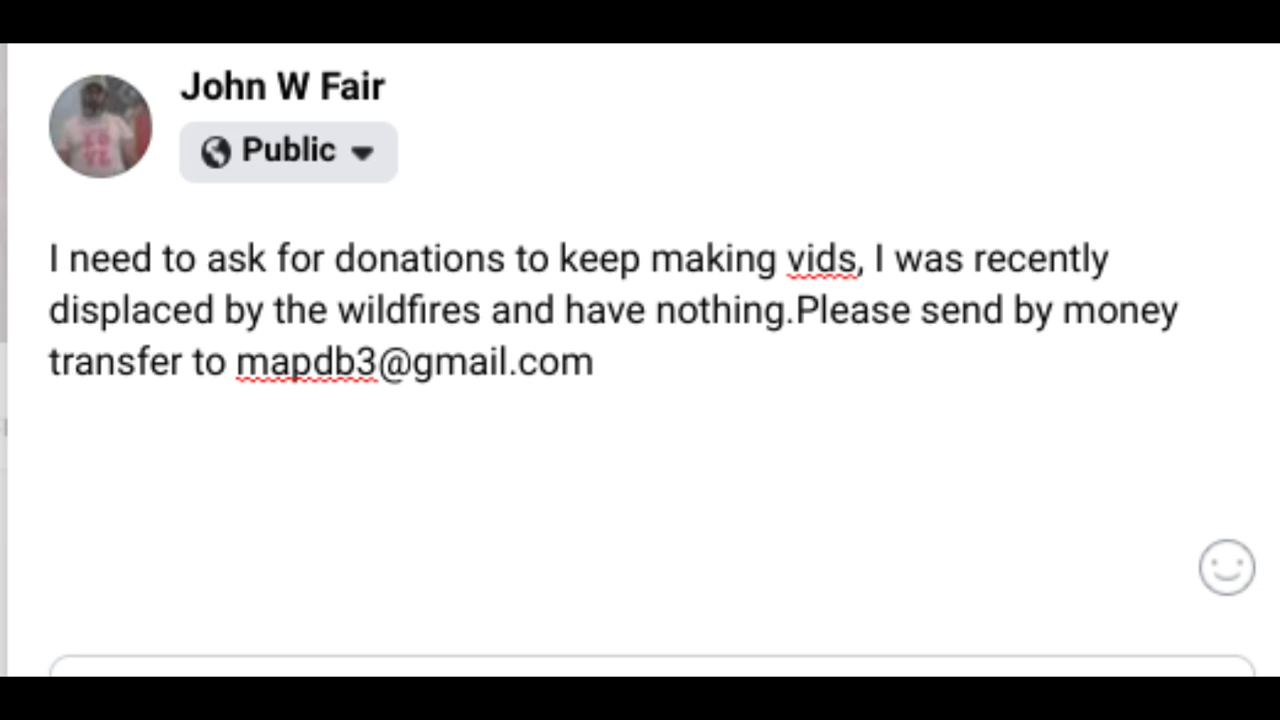 John W Fair
Public
I need to ask for donations to keep making vids, I was recently
displaced by the wildfires and have nothing.Please send by money
transfer to mapdb3@gmail.com